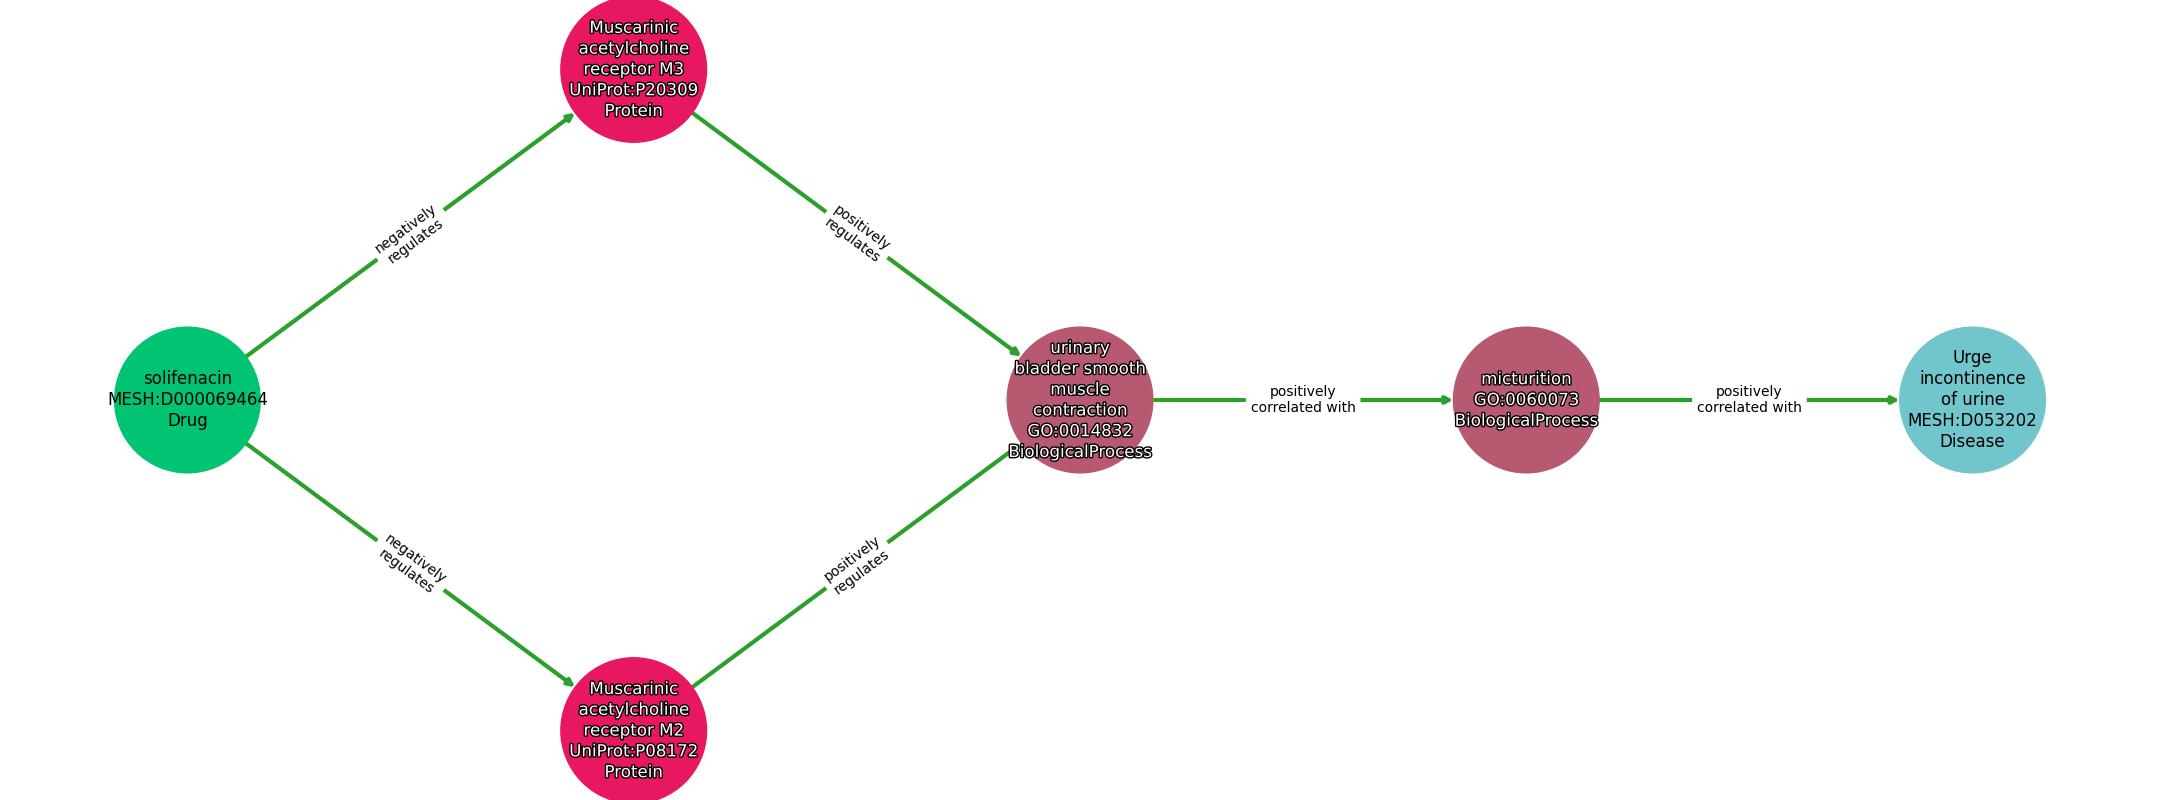 Muscarinic
acetylcholine
receptor M3
UniProt:P20309
Protein
negatively
regulates
positively
regulates
solifenacin
MESH:D000069464
Drug
urinary
bladder smooth
muscle
contraction
GO:0014832
BiologicalProcess
positively
correlated with
micturition
GO:0060073
BiologicalProcess
positively
correlated with
Urge
incontinence
of urine
MESH:D053202
Disease
negatively
regulates
positively
regulates
Muscarinic
acetylcholine
receptor M2
UniProt:P08172
Protein